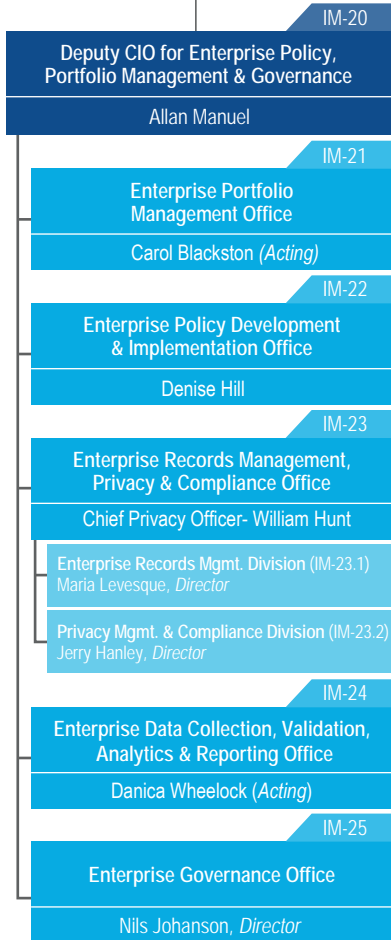 IM-20
Deputy CIO for Enterprise Policy,
Portfolio Management & Governance
Allan Manuel
IM-21
Enterprise Portfolio
Management Office
Carol Blackston (Acting)
IM-22
Enterprise Policy Development
& Implementation Office
Denise Hill
IM-23
Enterprise Records Management,
Privacy & Compliance Office
Chief Privacy Officer- William Hunt
Enterprise Records Mgmt. Division (IM-23.1)
Maria Levesque, Director
Privacy Mgmt. & Compliance Division (IM-23.2)
Jerry Hanley, Director
IM-24
Enterprise Data Collection, Validation,
Analytics & Reporting Office
Danica Wheelock (Acting)
IM-25
Enterprise Governance Office
Nils Johanson, Director